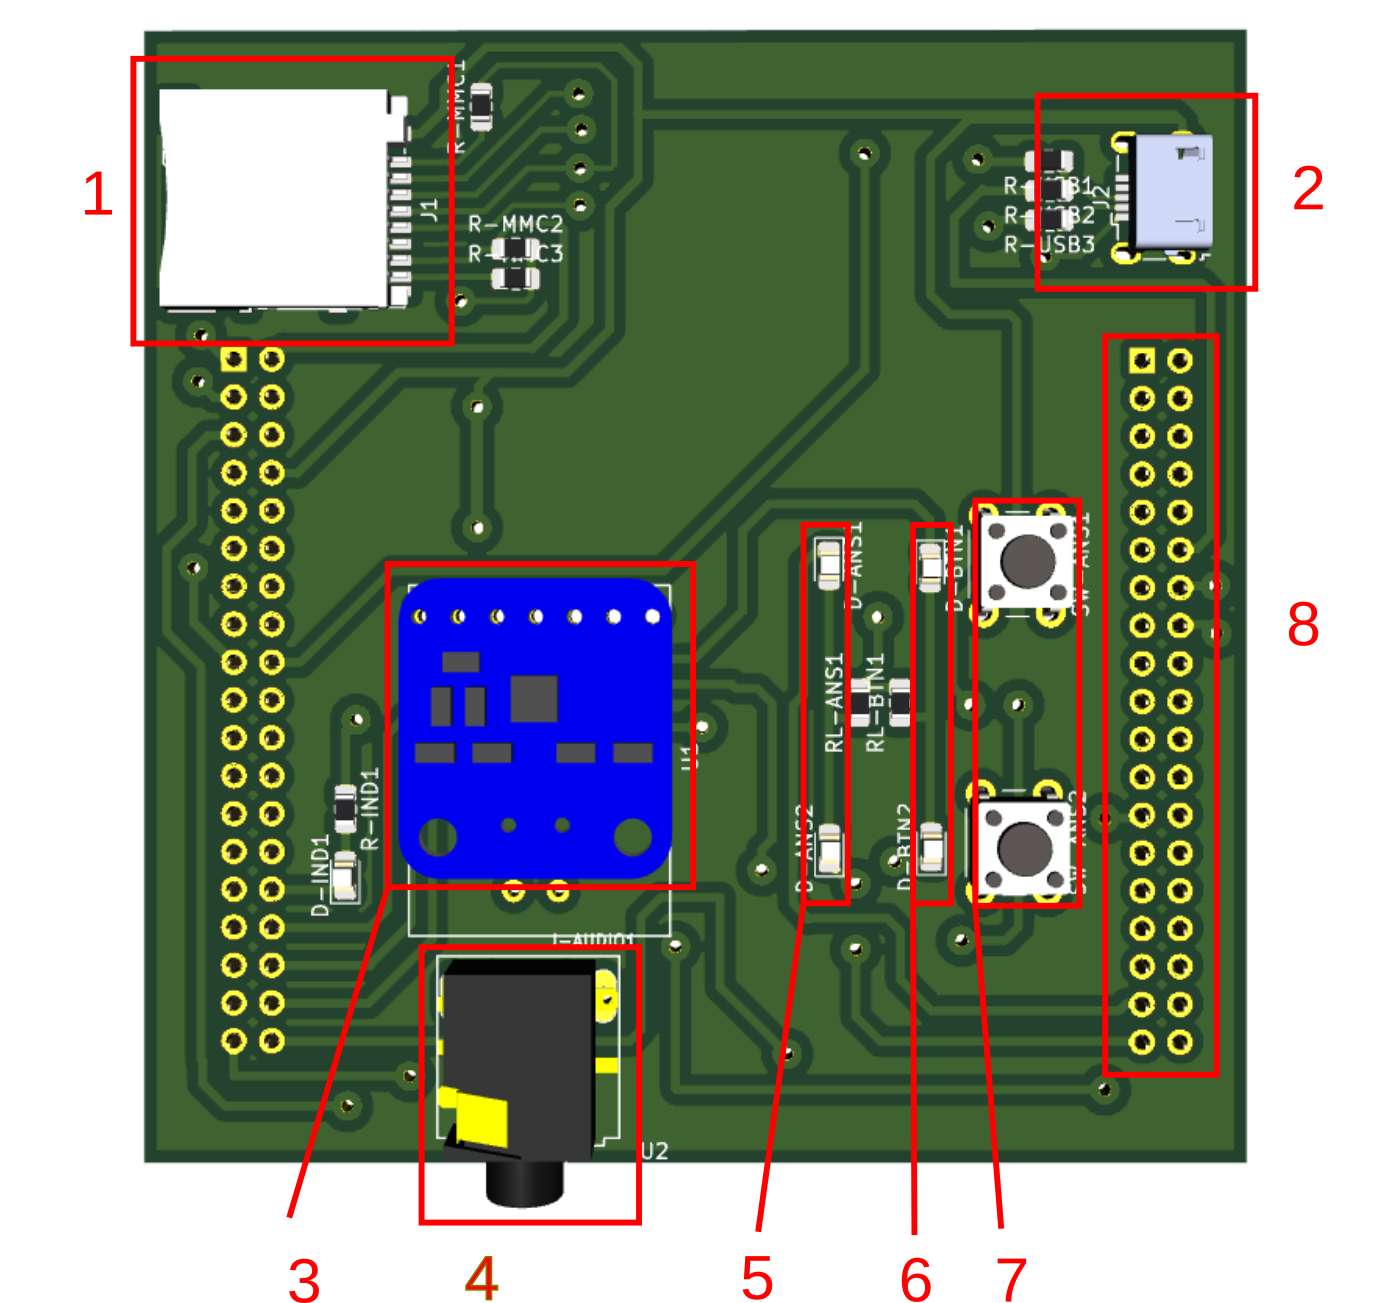 R-MMC1
J1
R-MMC2
R-MMC3
1
R-USB1
R-USB2
R-USB3
J2
2
D-ANS1
D-BTN1
SW-ANS1
8
RL-ANS1
RL-BTN1
U1
R-IND1
D-IND1
D-ANS2
D-BTN2
SW-ANS2
J-AUDIO1
U2
3
4
5
6
7